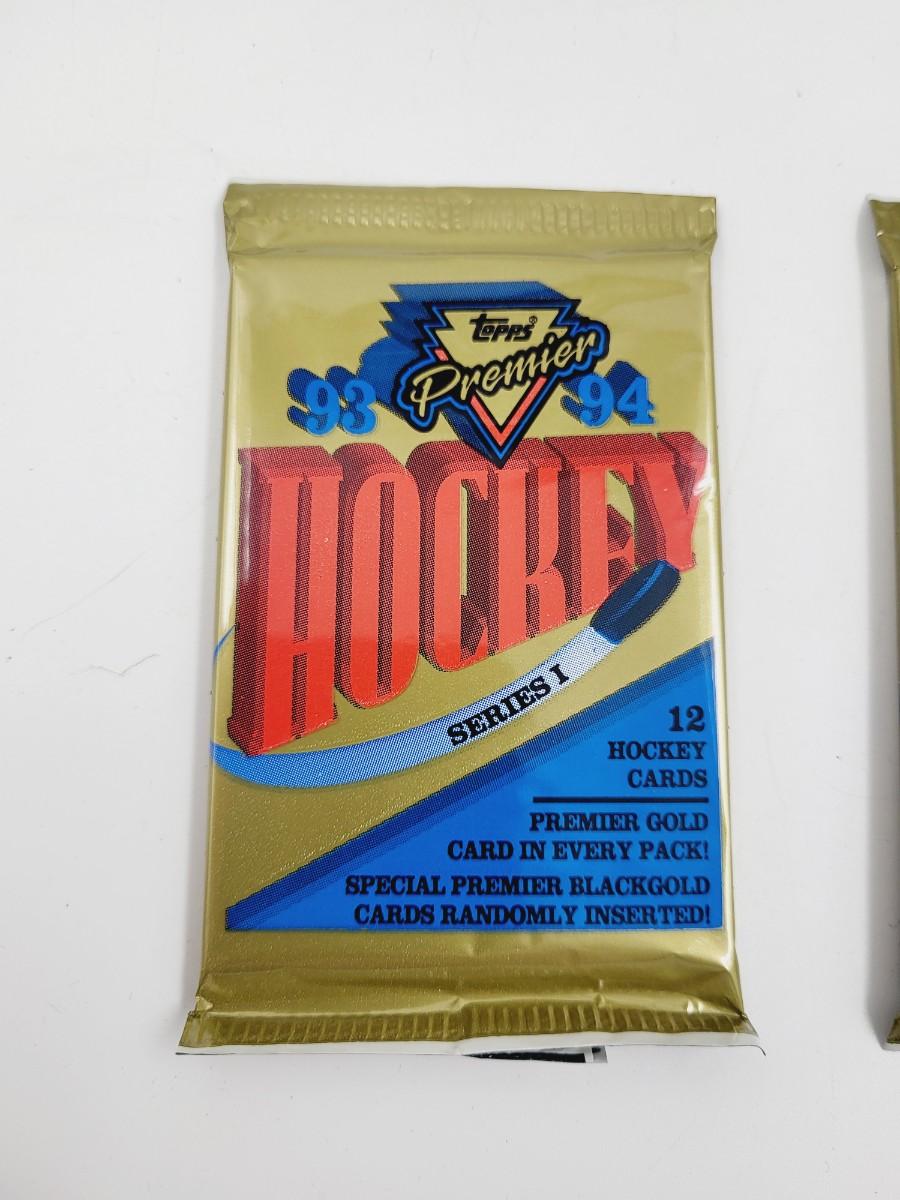 TOPPS®
Premier
93 94
HOCKEY
SERIES I
12
HOCKEY
CARDS
PREMIER GOLD
CARD IN EVERY PACK!
SPECIAL PREMIER BLACKGOLD
CARDS RANDOMLY INSERTED!